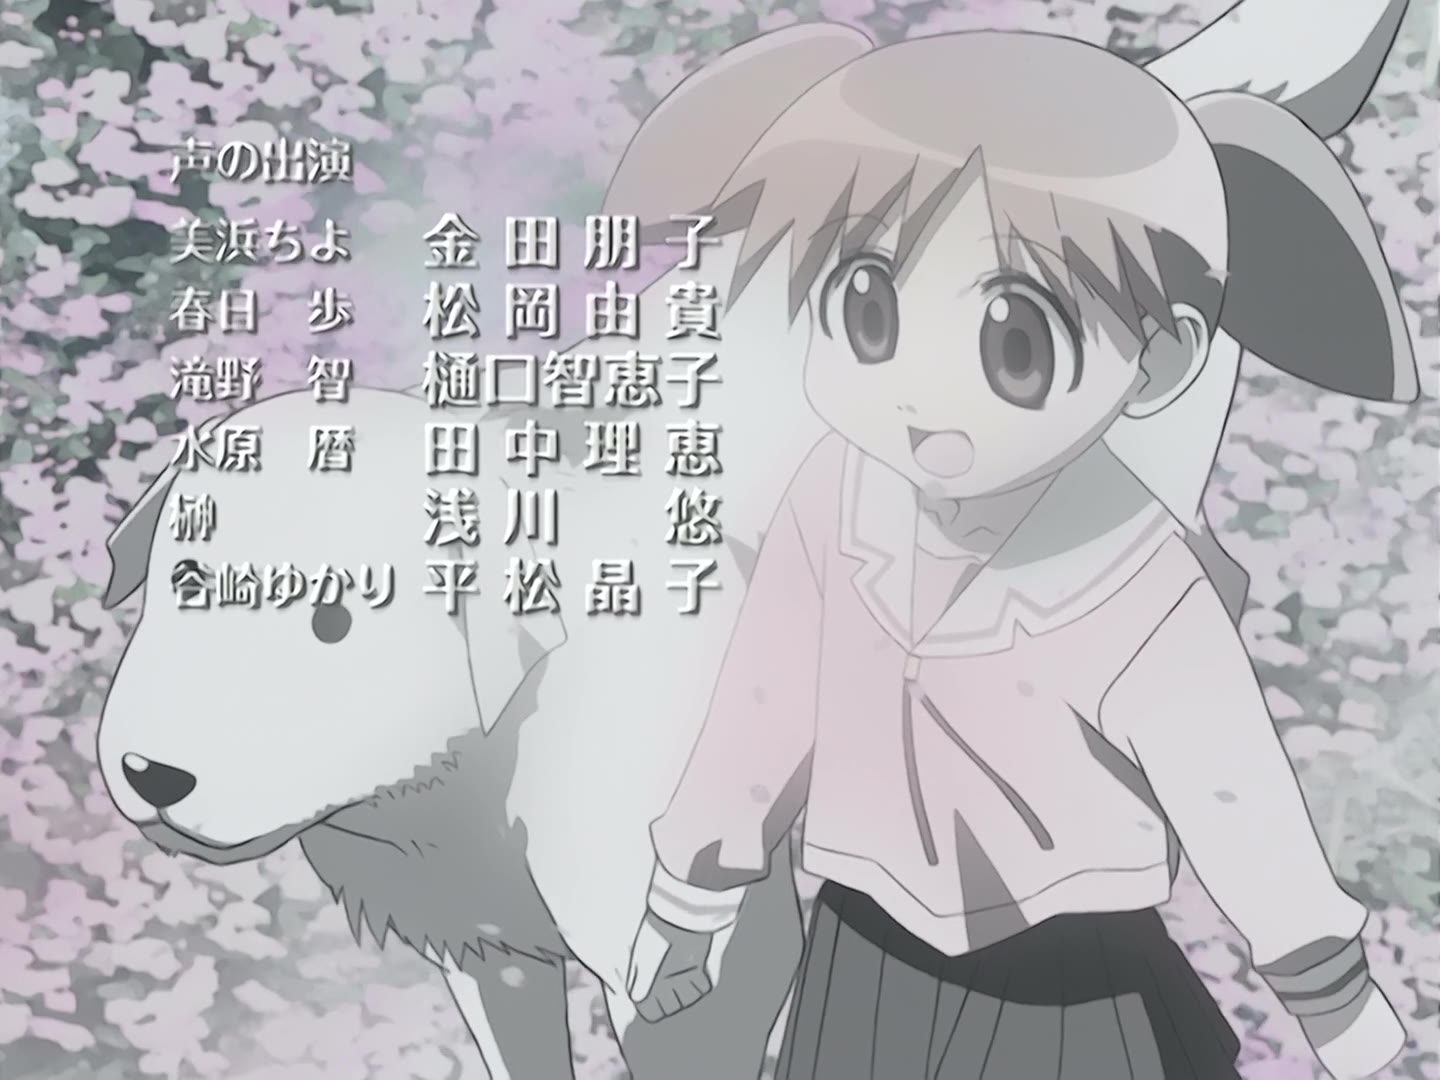 声の出演
美浜ちよ 金田朋子
春日 歩 松岡由貴
滝野 智 樋口智恵子
水原 暦 田中理恵
榊 浅川 悠
谷崎ゆかり 平松晶子